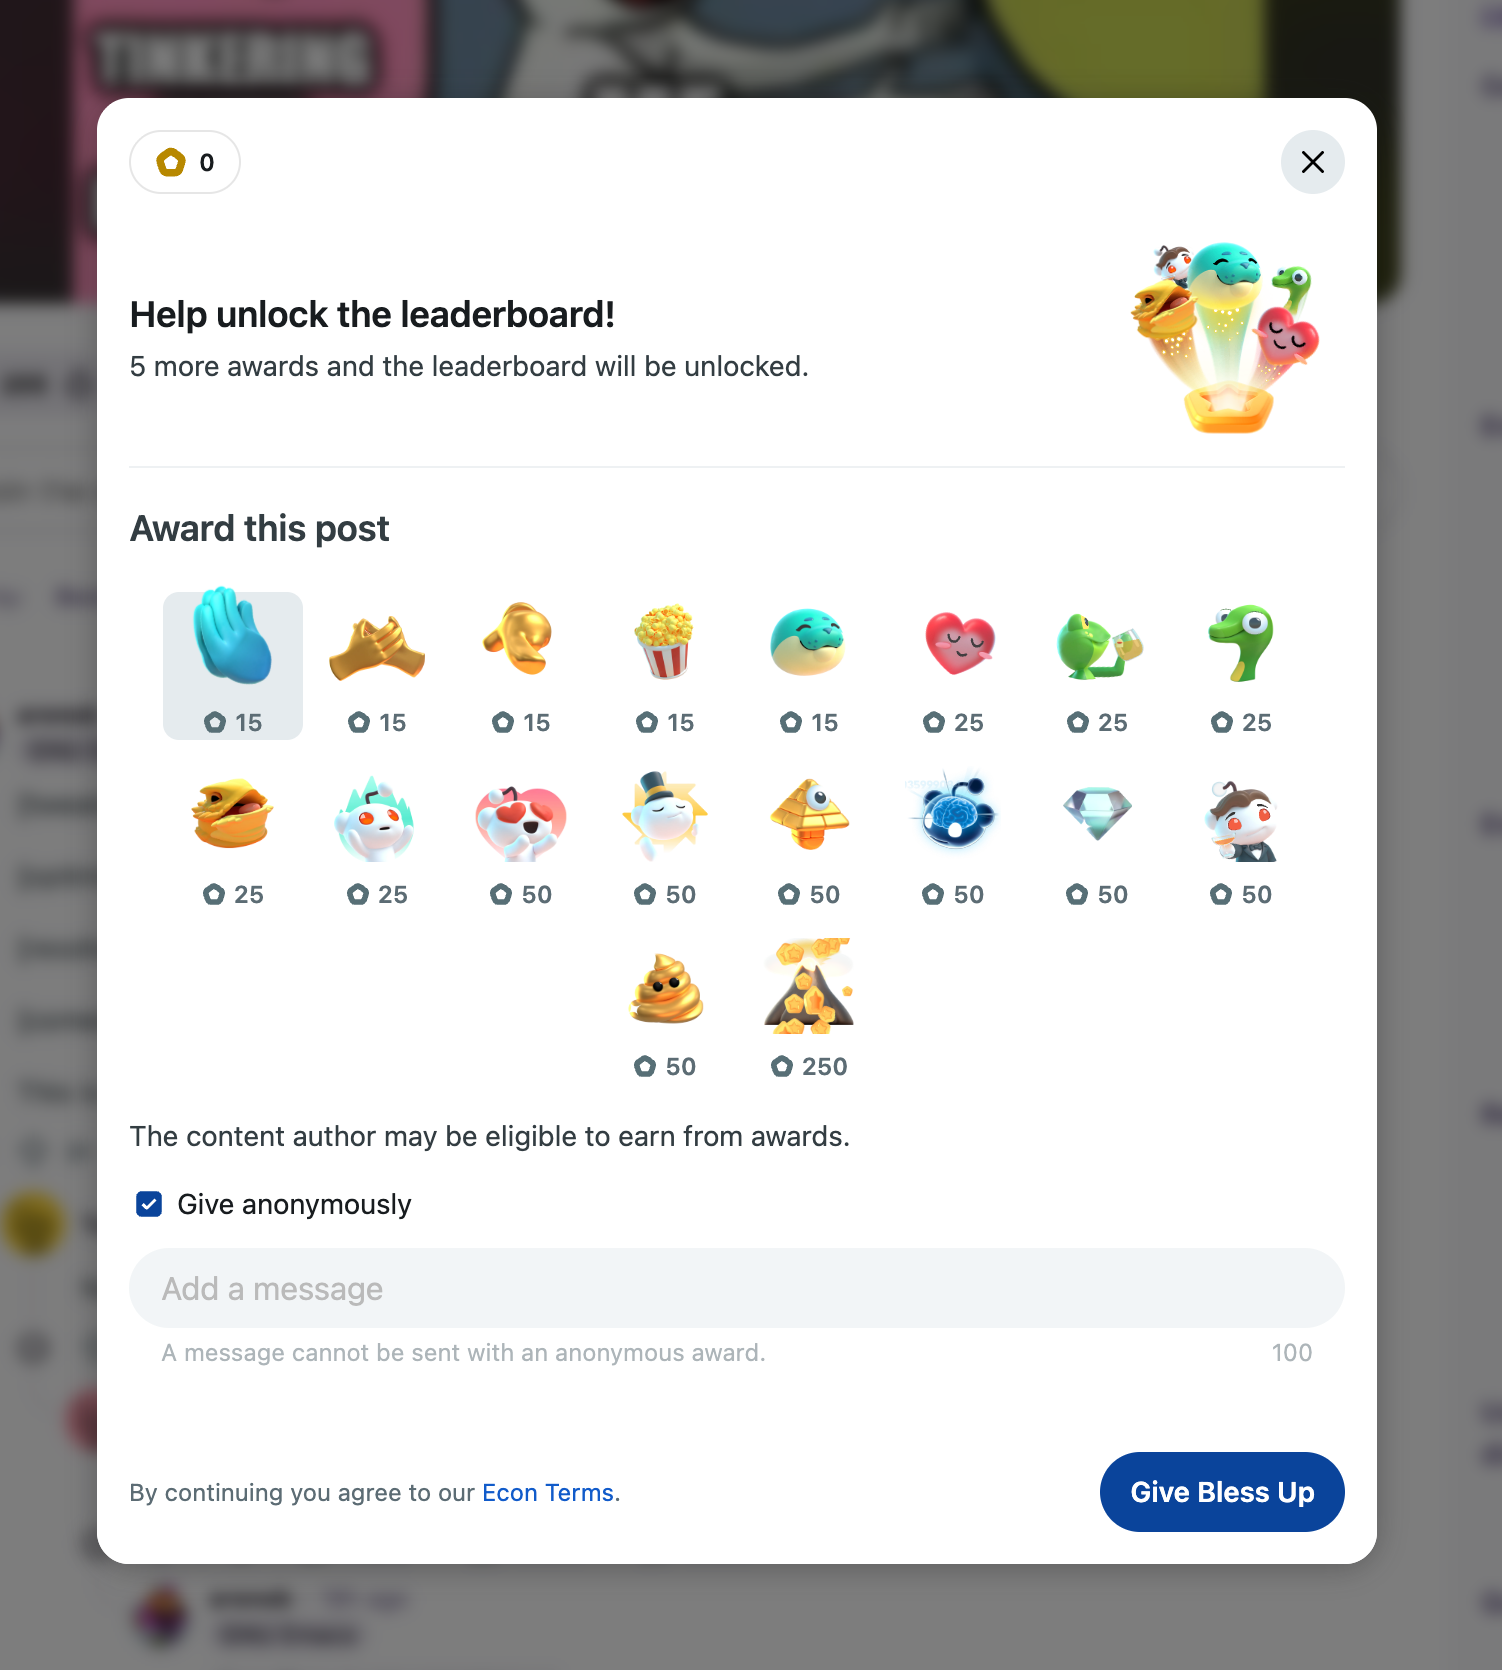 TINKERING
0
Help unlock the leaderboard!
5 more awards and the leaderboard will be unlocked.
Award this post
15 15 15 15 15 25 25 25
25 25 50 50 50 50 50 50
50 250
The content author may be eligible to earn from awards.
Give anonymously
Add a message
A message cannot be sent with an anonymous award. 100
By continuing you agree to our Econ Terms. Give Bless Up